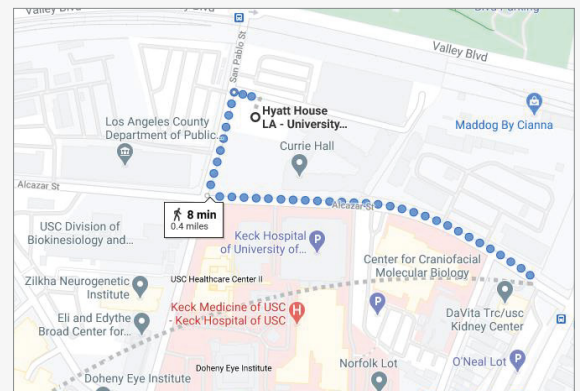 Valley Blvd
San Pablo St
Valley Blvd
Hyatt House
LA - University...
Maddog By Cianna
Los Angeles County
Department of Public...
Currie Hall
Alcazar St
Alcazar St
8 min
0.4 miles
USC Division of
Biokinesiology and...
Keck Hospital
of University of...
P
Center for Craniofacial
Molecular Biology
USC Healthcare Center II
Zilkha Neurogenetic
Institute
P
Keck Medicine of USC
- Keck Hospital of USC
H
DaVita Trc/usc
Kidney Center
Eli and Edythe
Broad Center for...
Doheny Eye Institute
Norfolk Lot
O'Neal Lot
P
Doheny Eye Institute